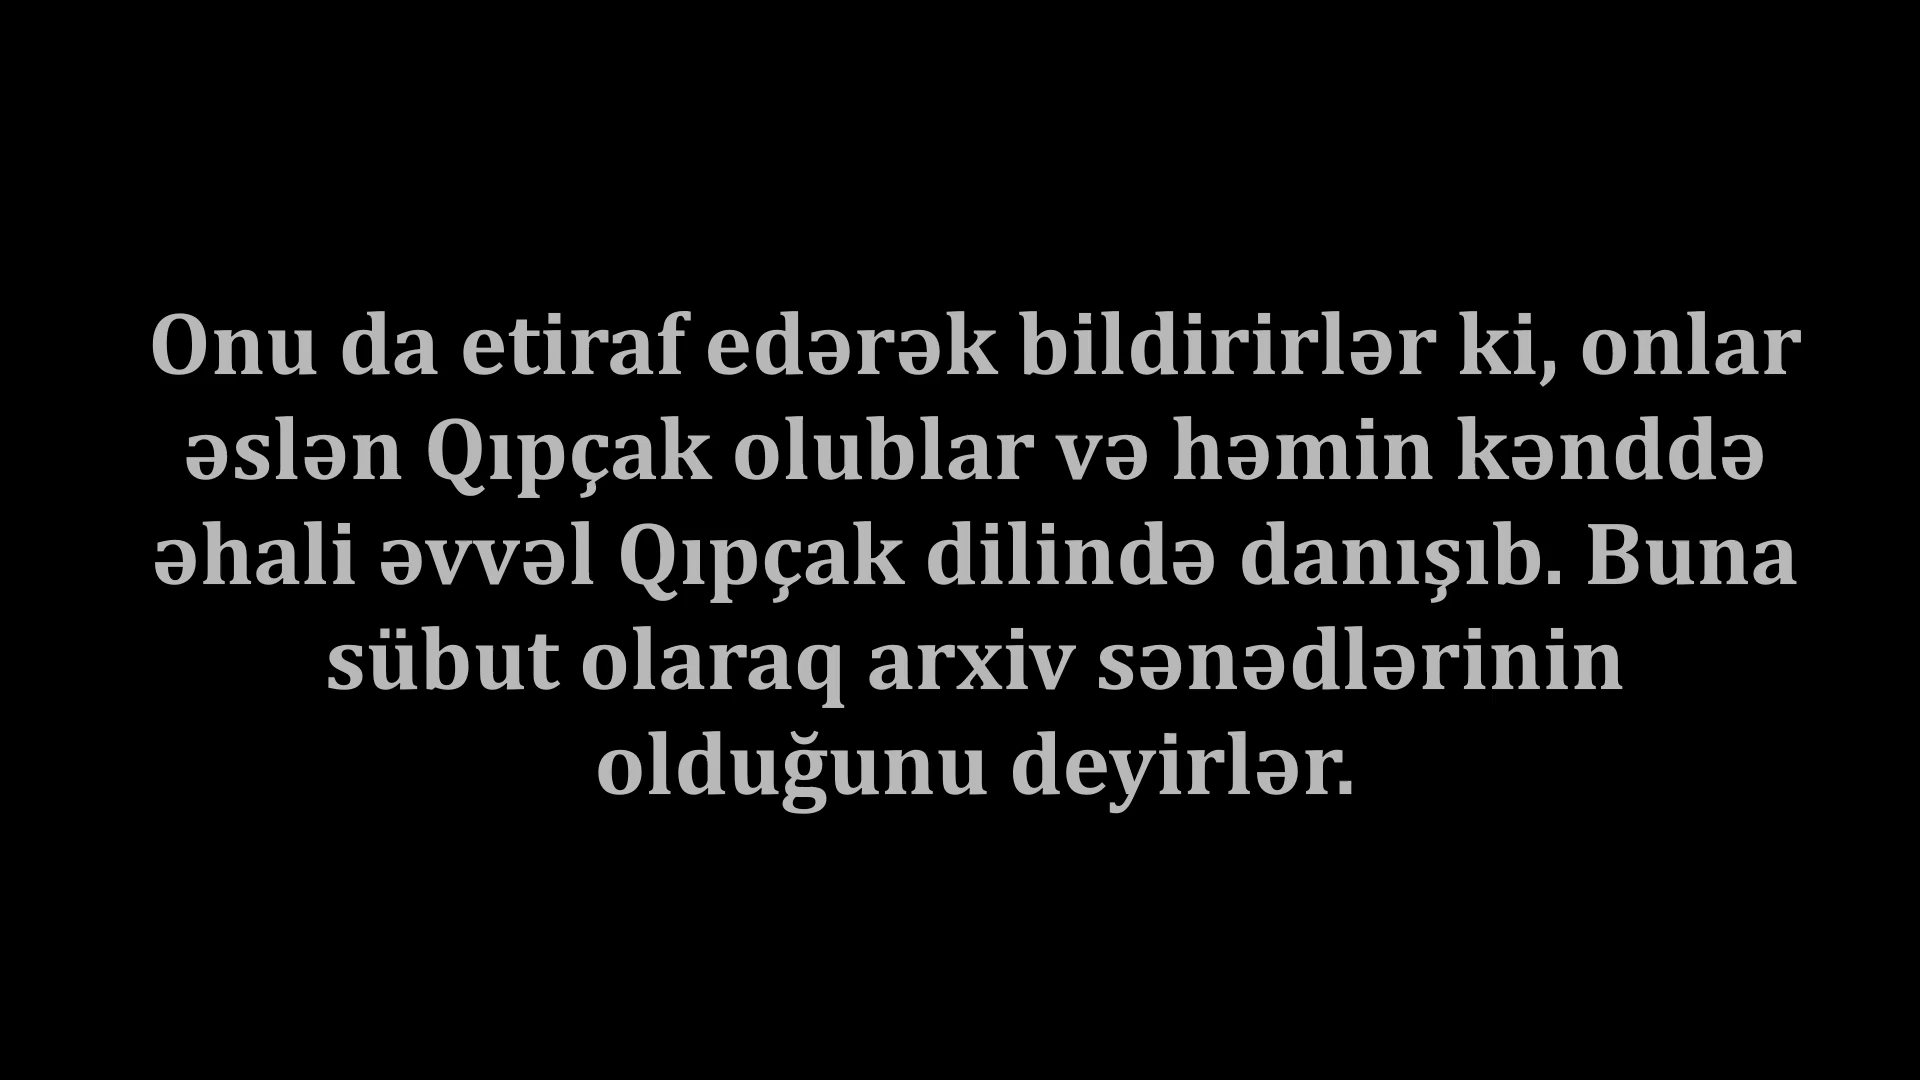 Onu da etiraf edərək bildirirlər ki, onlar
əslən Qıpçak olublar və həmin kənddə
əhali əvvəl Qıpçak dilində danışıb. Buna
sübut olaraq arxiv sənədlərinin
olduğunu deyirlər.